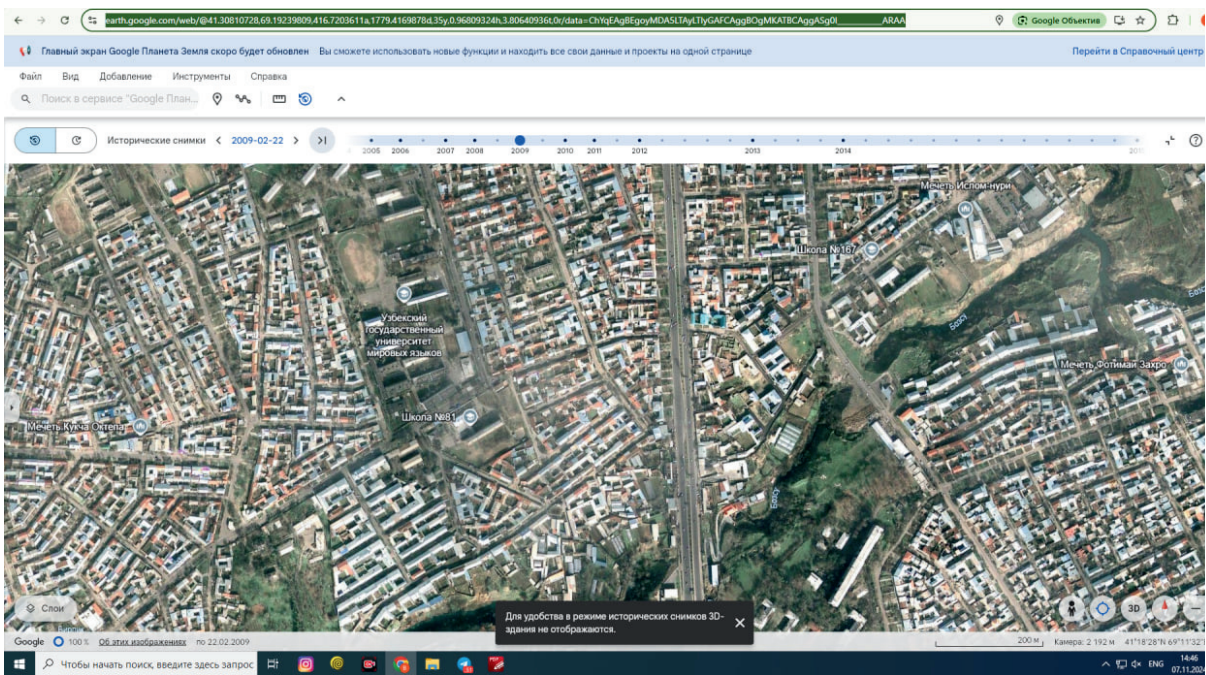 earth.google.com/web/@41.30810728,69.19239809,416.7203611a,1779.4169878d,35y,0.96809324h,3.80640936t,0r/data=ChYqEAgBEgoyMDA5LTAyLTIyGAFCAggBOgMKATBCAggASg0I___________ARAA
Google Объектив
Главный экран Google Планета Земля скоро будет обновлен Вы сможете использовать новые функции и находить все свои данные и проекты на одной странице
Перейти в Справочный центр
Файл Вид Добавление Инструменты Справка
Поиск в сервисе "Google План...
Исторические снимки 2009-02-22
2005 2006 2007 2008 2009 2010 2011 2012 2013 2014
Мечеть Ислом-нури
Школа №167
Бозсу
Узбекский
государственный
университет
мировых языков
Мечеть Фотимаи Захро
Школа №81
Мечеть Кукча Октепа
Бозсу
Слои
Для удобства в режиме исторических снимков 3D-
здания не отображаются.
3D
Google 100 % Об этих изображениях по 22.02.2009
200 м Камера: 2 192 м 41°18'28"N 69°11'32"
Чтобы начать поиск, введите здесь запрос
ENG
14:46
07.11.2024